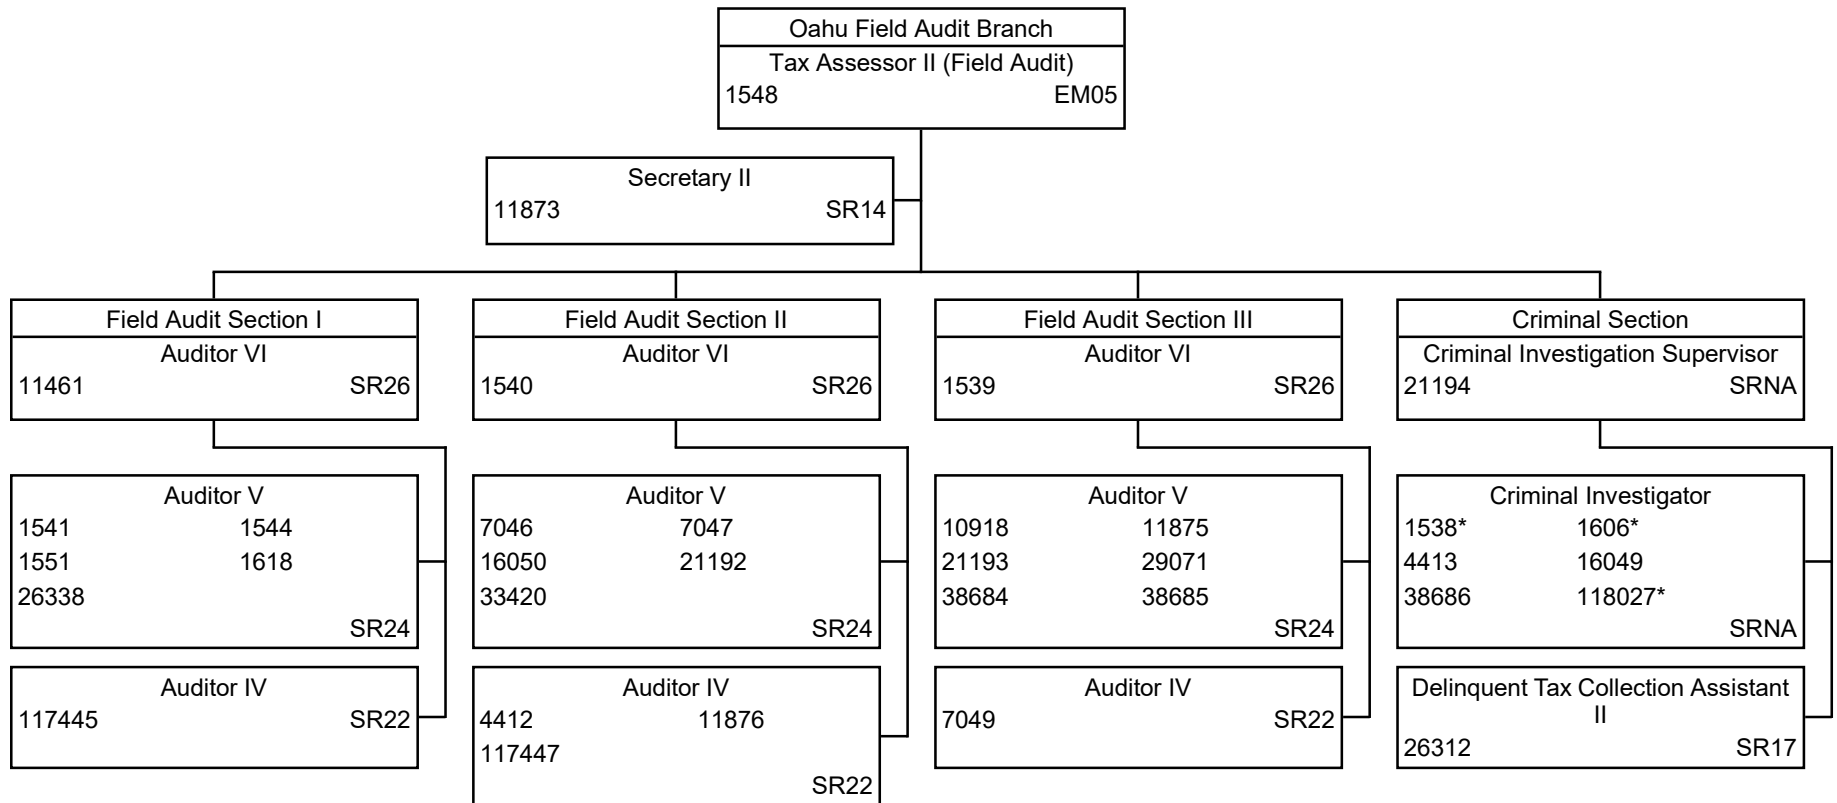 Oahu Field Audit Branch
Tax Assessor II (Field Audit)
1548 EM05
Secretary II
11873 SR14
Field Audit Section I
Auditor VI
11461 SR26
Auditor V
1541 1544
1551 1618
26338
SR24
Auditor IV
117445 SR22
Field Audit Section II
Auditor VI
1540 SR26
Auditor V
7046 7047
16050 21192
33420
SR24
Auditor IV
4412 11876
117447
SR22
Field Audit Section III
Auditor VI
1539 SR26
Auditor V
10918 11875
21193 29071
38684 38685
SR24
Auditor IV
7049 SR22
Criminal Section
Criminal Investigation Supervisor
21194 SRNA
Criminal Investigator
1538* 1606*
4413 16049
38686 118027*
SRNA
Delinquent Tax Collection Assistant
II
26312 SR17